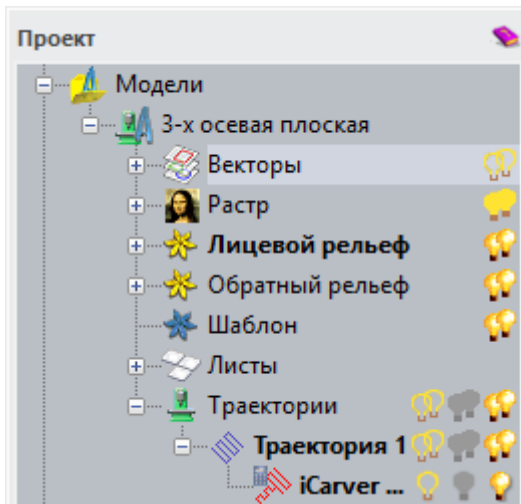 Проект
Модели
3-х осевая плоская
Векторы
Растр
Лицевой рельеф
Обратный рельеф
Шаблон
Листы
Траектории
Траектория 1
iCarver ...